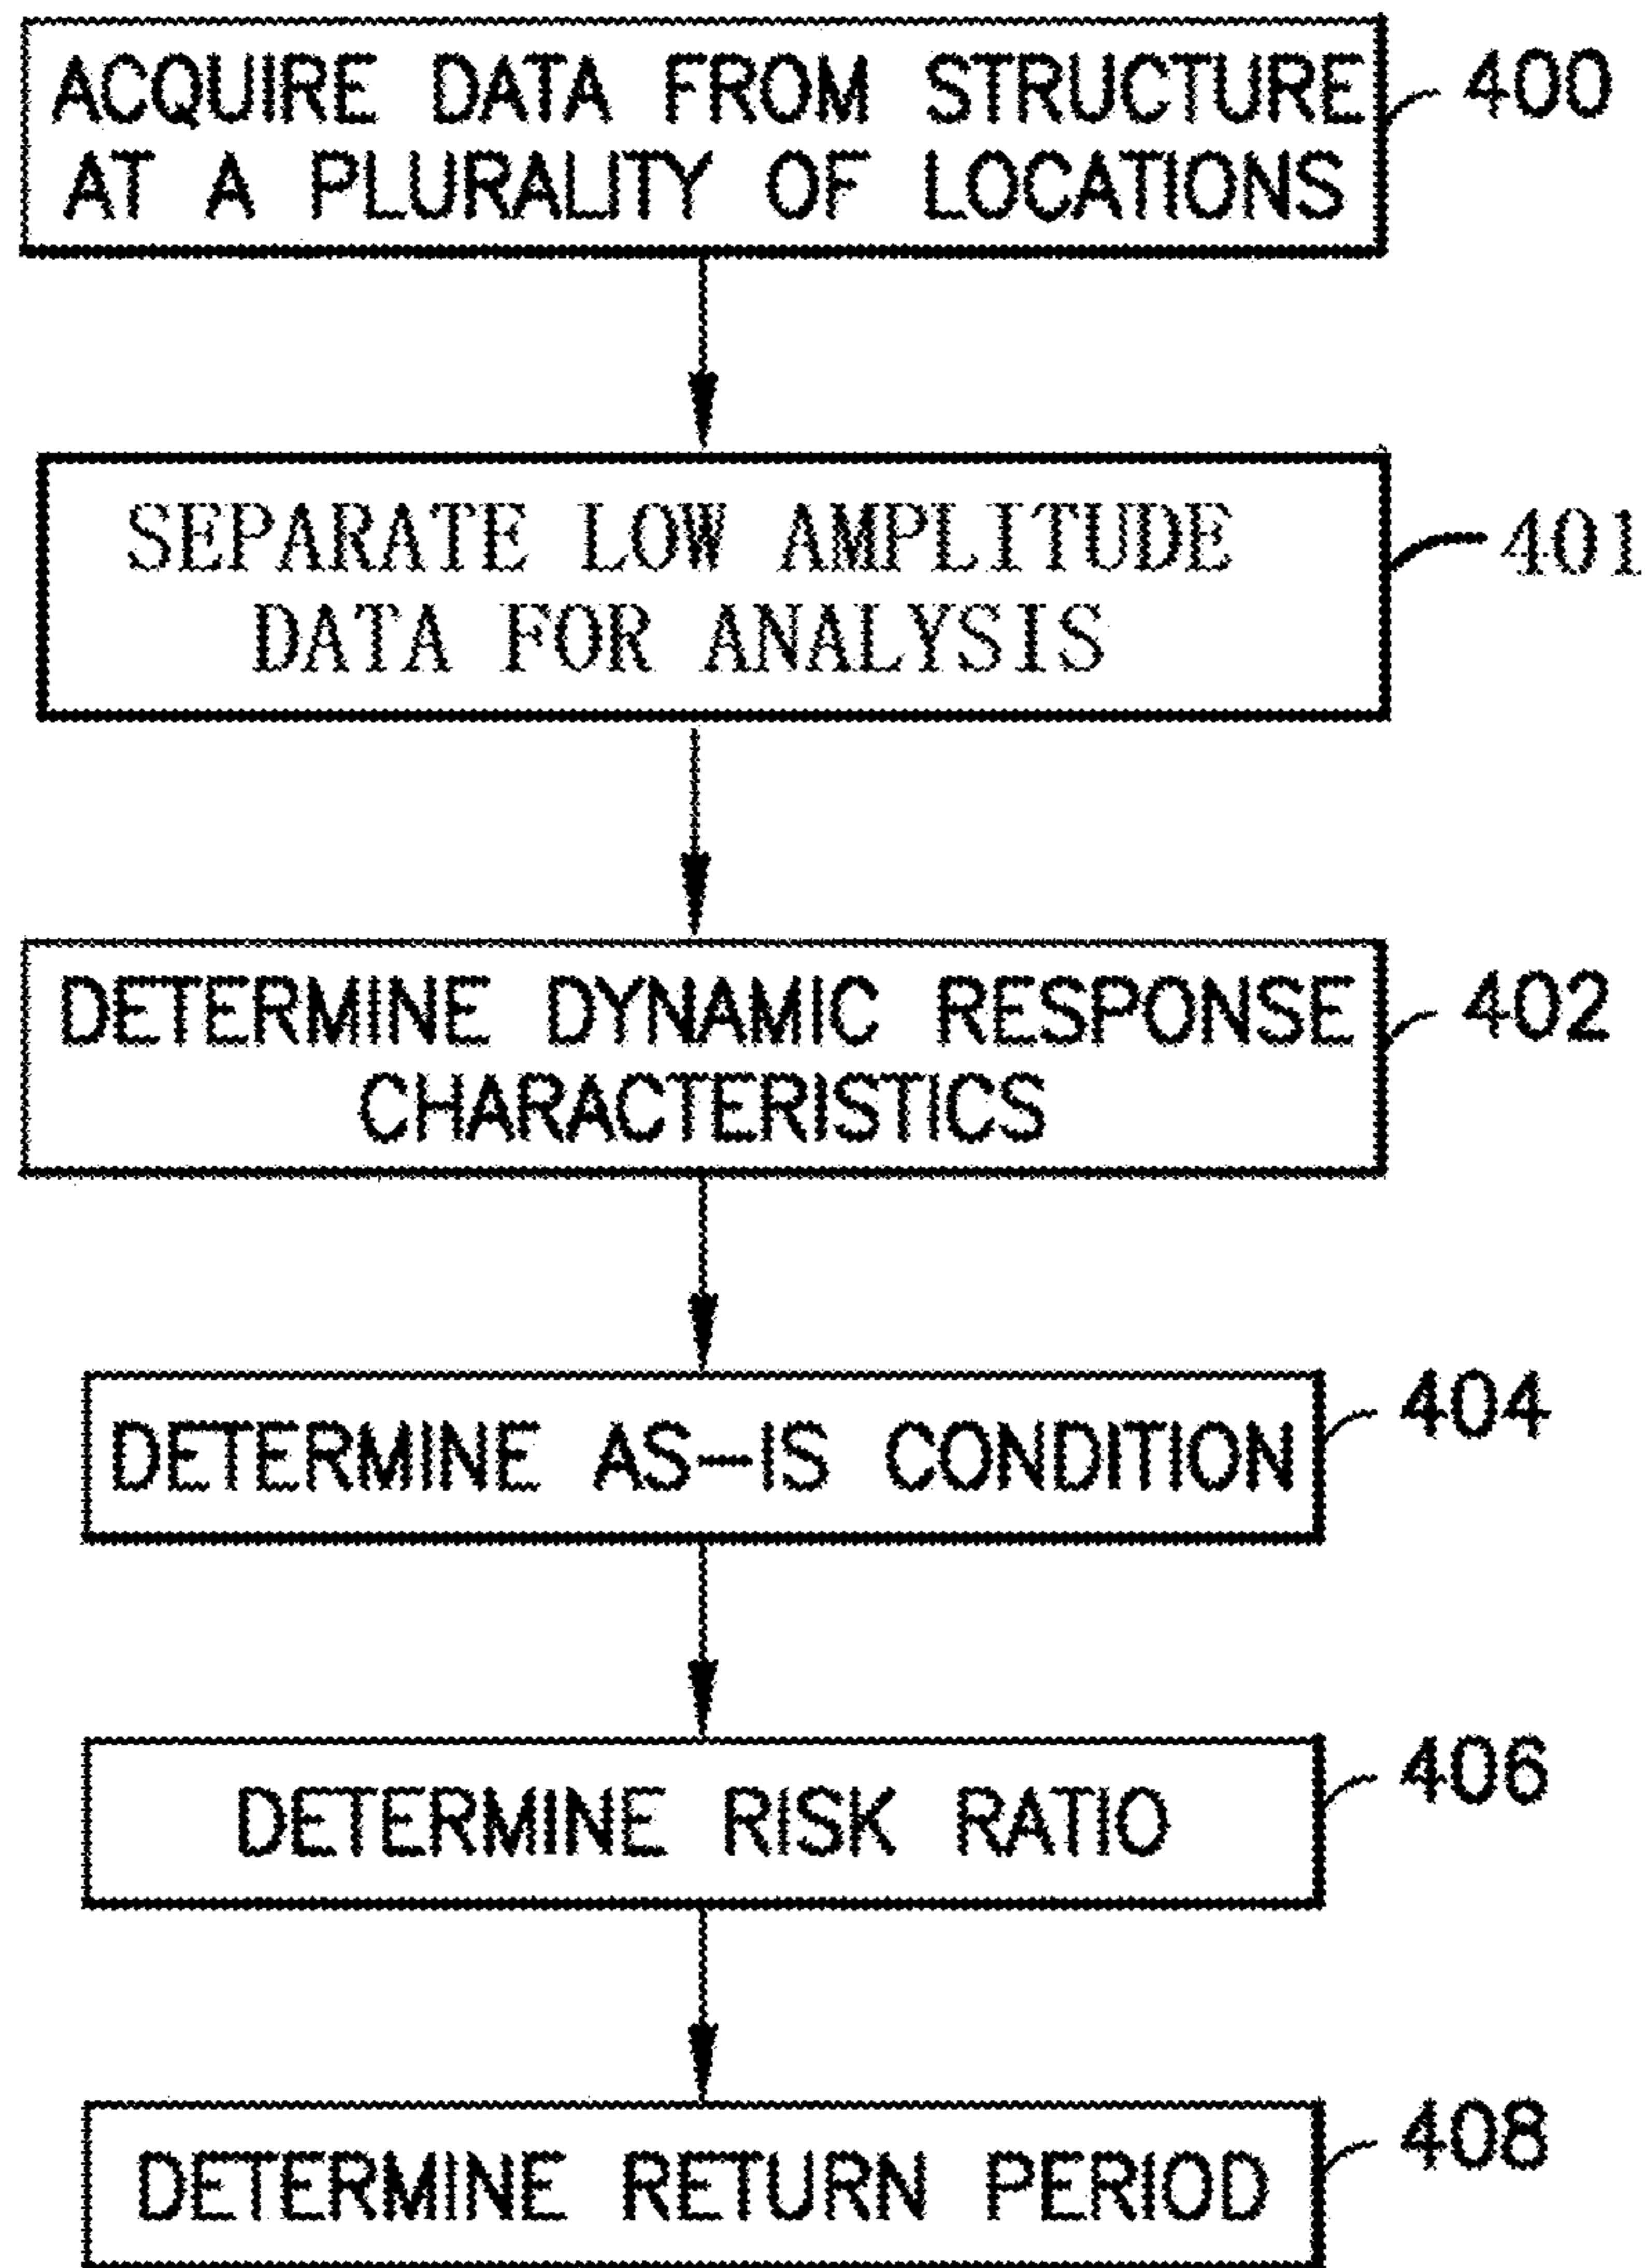 ACQUIRE DATA FROM STRUCTURE 400
AT A PLURALITY OF LOCATIONS
SEPARATE LOW AMPLITUDE 401
DATA FOR ANALYSIS
DETERMINE DYNAMIC RESPONSE 402
CHARACTERISTICS
DETERMINE AS-IS CONDITION 404
DETERMINE RISK RATIO 406
DETERMINE RETURN PERIOD 408